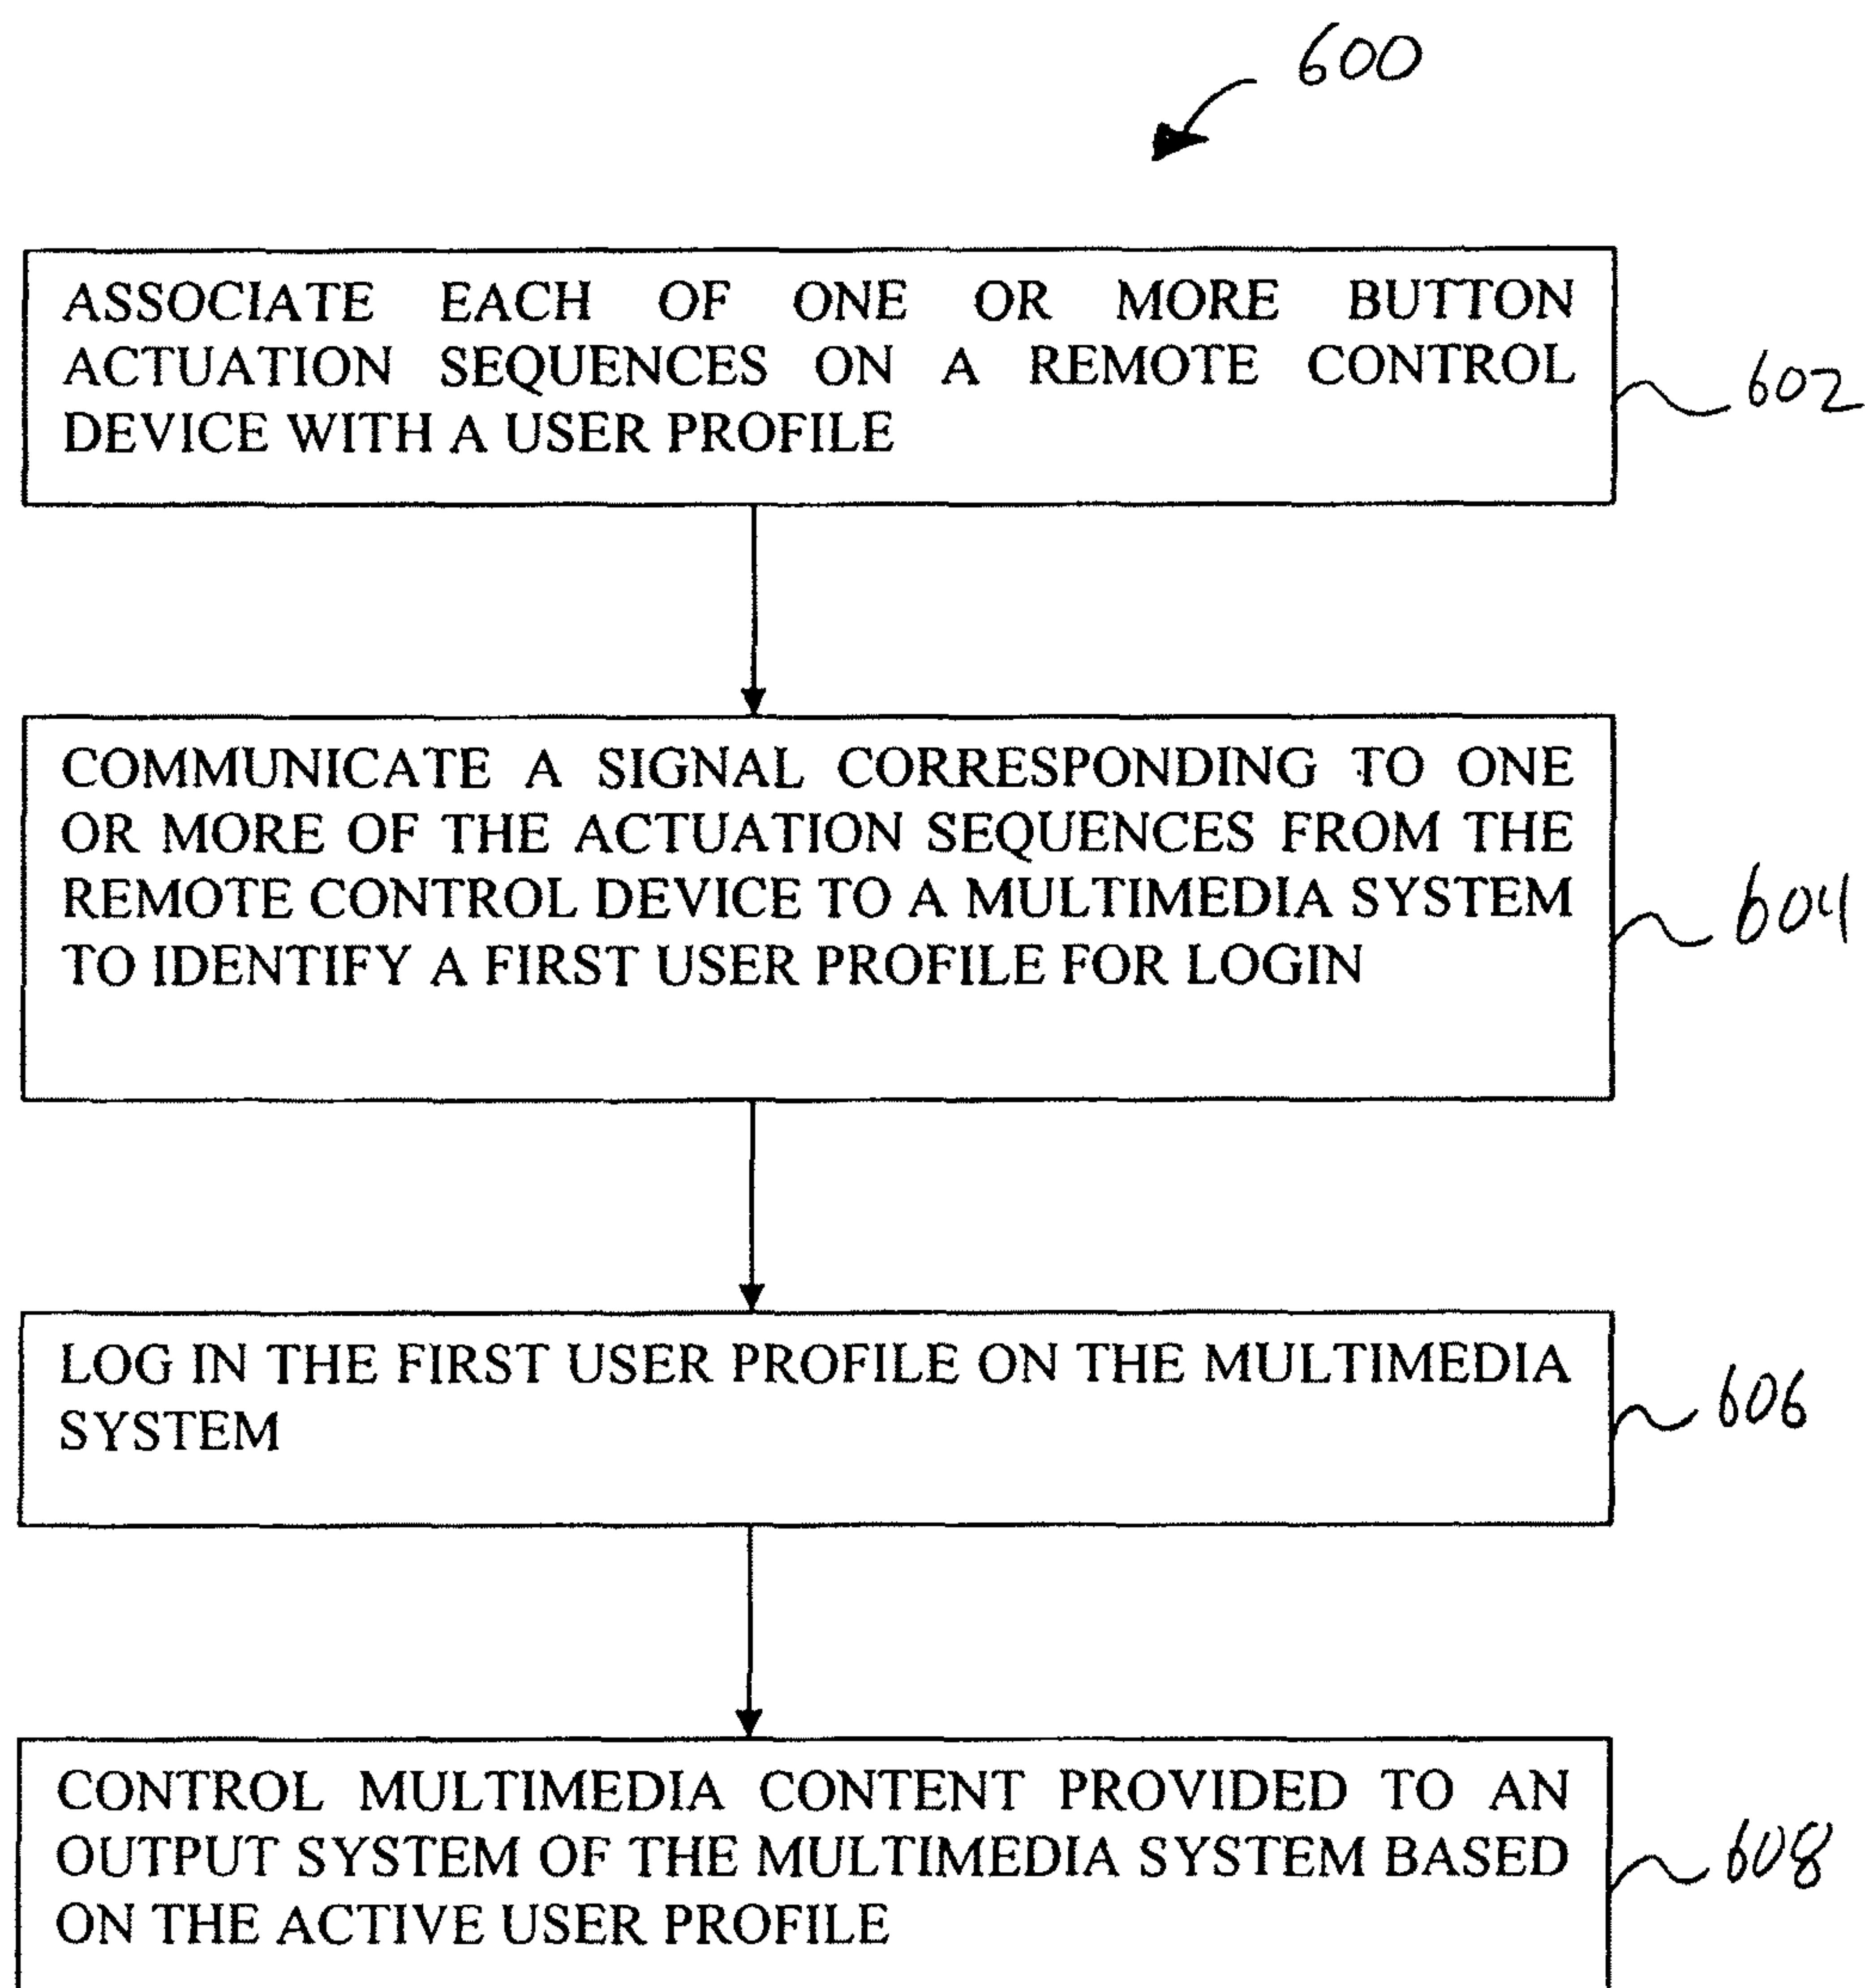 600
ASSOCIATE EACH OF ONE OR MORE BUTTON
ACTUATION SEQUENCES ON A REMOTE CONTROL
DEVICE WITH A USER PROFILE
602
COMMUNICATE A SIGNAL CORRESPONDING TO ONE
OR MORE OF THE ACTUATION SEQUENCES FROM THE
REMOTE CONTROL DEVICE TO A MULTIMEDIA SYSTEM
TO IDENTIFY A FIRST USER PROFILE FOR LOGIN
604
LOG IN THE FIRST USER PROFILE ON THE MULTIMEDIA
SYSTEM
606
CONTROL MULTIMEDIA CONTENT PROVIDED TO AN
OUTPUT SYSTEM OF THE MULTIMEDIA SYSTEM BASED
ON THE ACTIVE USER PROFILE
608